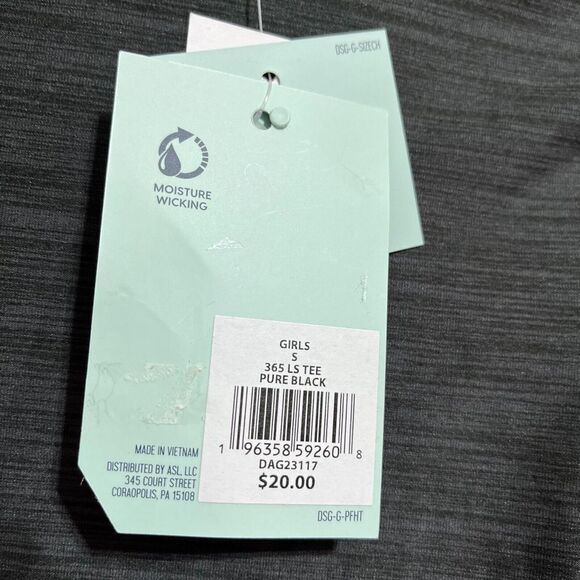 DSG-G-SIZECH
MOISTURE
WICKING
GIRLS
S
365 LS TEE
PURE BLACK
1 96358 59260 8
DAG23117
$20.00
MADE IN VIETNAM
DISTRIBUTED BY ASL, LLC
345 COURT STREET
CORAOPOLIS, PA 15108
DSG-G-PFHT